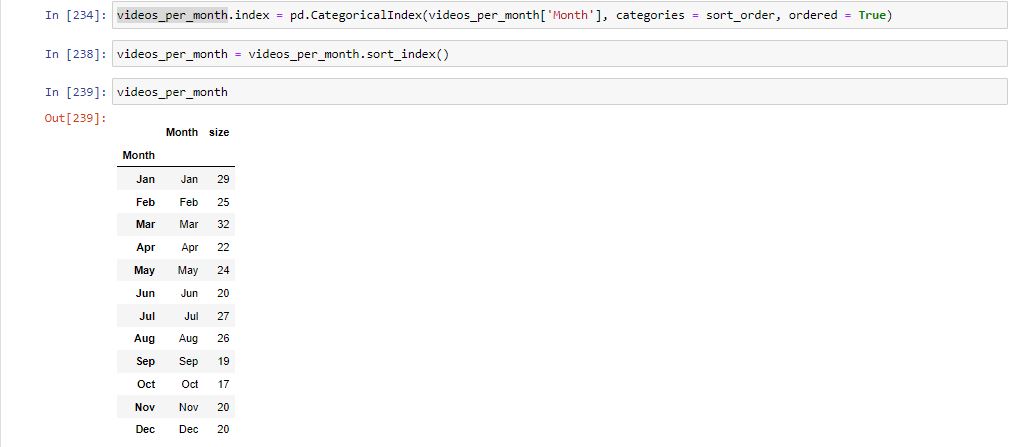 In [234]: videos_per_month.index = pd.CategoricalIndex(videos_per_month['Month'], categories = sort_order, ordered = True)
In [238]: videos_per_month = videos_per_month.sort_index()
In [239]: videos_per_month
Out[239]:
Month size
Month
Jan Jan 29
Feb Feb 25
Mar Mar 32
Apr Apr 22
May May 24
Jun Jun 20
Jul Jul 27
Aug Aug 26
Sep Sep 19
Oct Oct 17
Nov Nov 20
Dec Dec 20